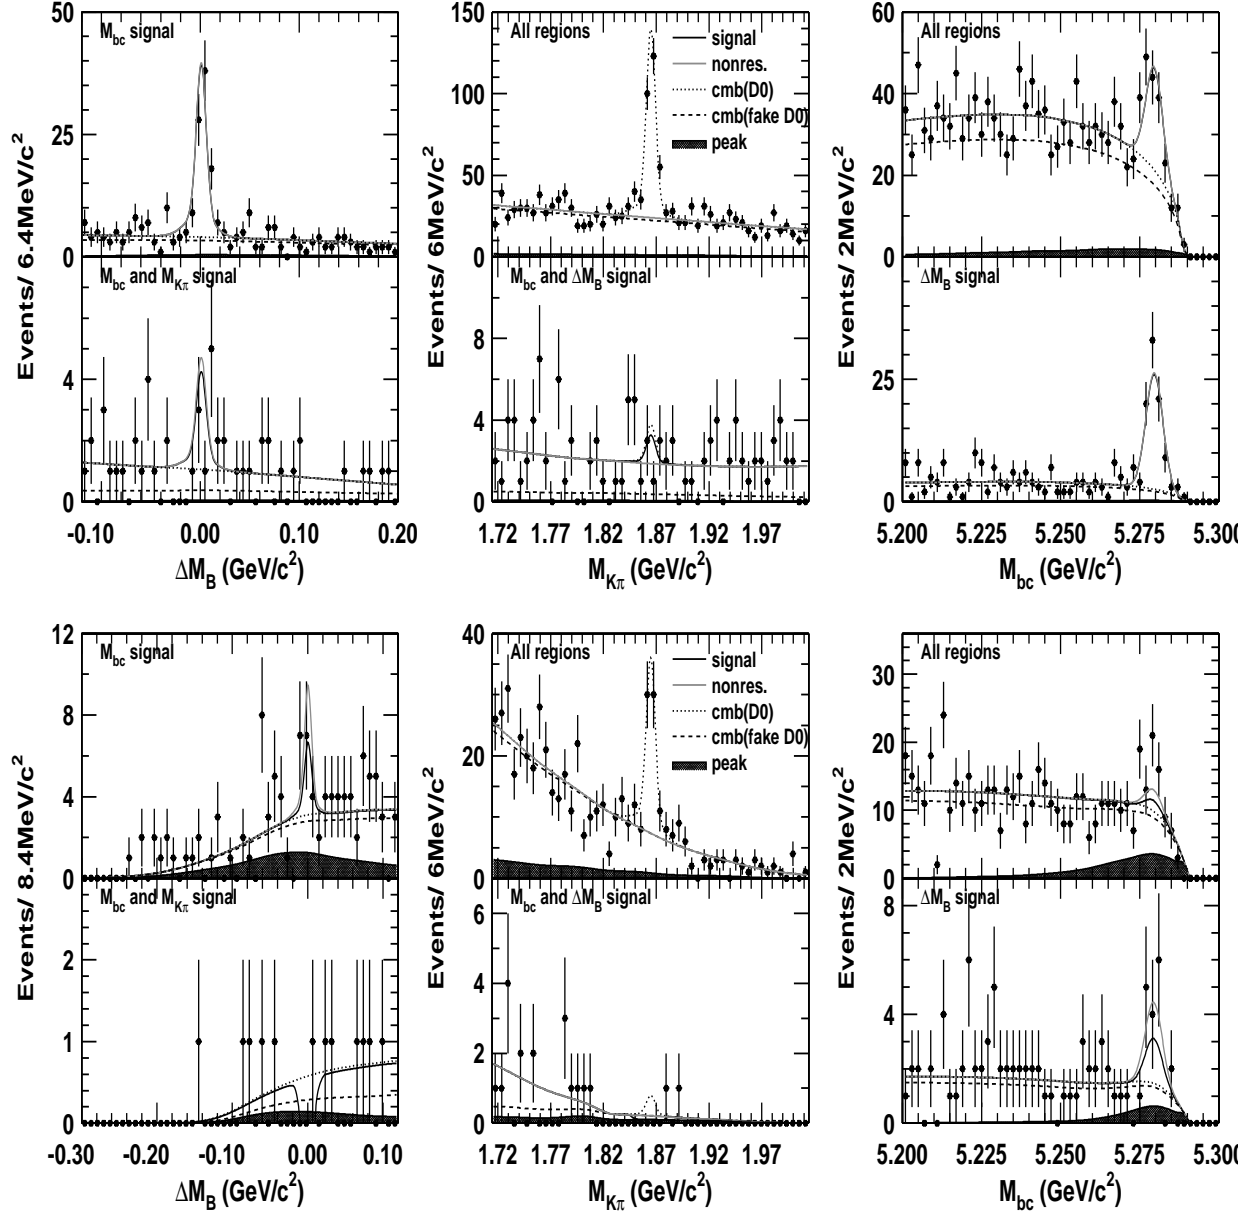 M_bc signal
50
25
0
Events/ 6.4MeV/c²
M_bc and M_Kπ signal
4
0
-0.10 0.00 0.10 0.20
ΔM_B (GeV/c²)
All regions
signal
nonres.
cmb(D0)
cmb(fake D0)
peak
150
100
50
0
Events/ 6MeV/c²
M_bc and ΔM_B signal
8
4
0
1.72 1.77 1.82 1.87 1.92 1.97
M_Kπ (GeV/c²)
All regions
60
40
20
0
Events/ 2MeV/c²
ΔM_B signal
25
0
5.200 5.225 5.250 5.275 5.300
M_bc (GeV/c²)
M_bc signal
12
8
4
0
Events/ 8.4MeV/c²
M_bc and M_Kπ signal
2
1
0
-0.30 -0.20 -0.10 0.00 0.10
ΔM_B (GeV/c²)
All regions
signal
nonres.
cmb(D0)
cmb(fake D0)
peak
40
20
0
Events/ 6MeV/c²
M_bc and ΔM_B signal
6
4
2
0
1.72 1.77 1.82 1.87 1.92 1.97
M_Kπ (GeV/c²)
All regions
30
20
10
0
Events/ 2MeV/c²
ΔM_B signal
8
4
0
5.200 5.225 5.250 5.275 5.300
M_bc (GeV/c²)